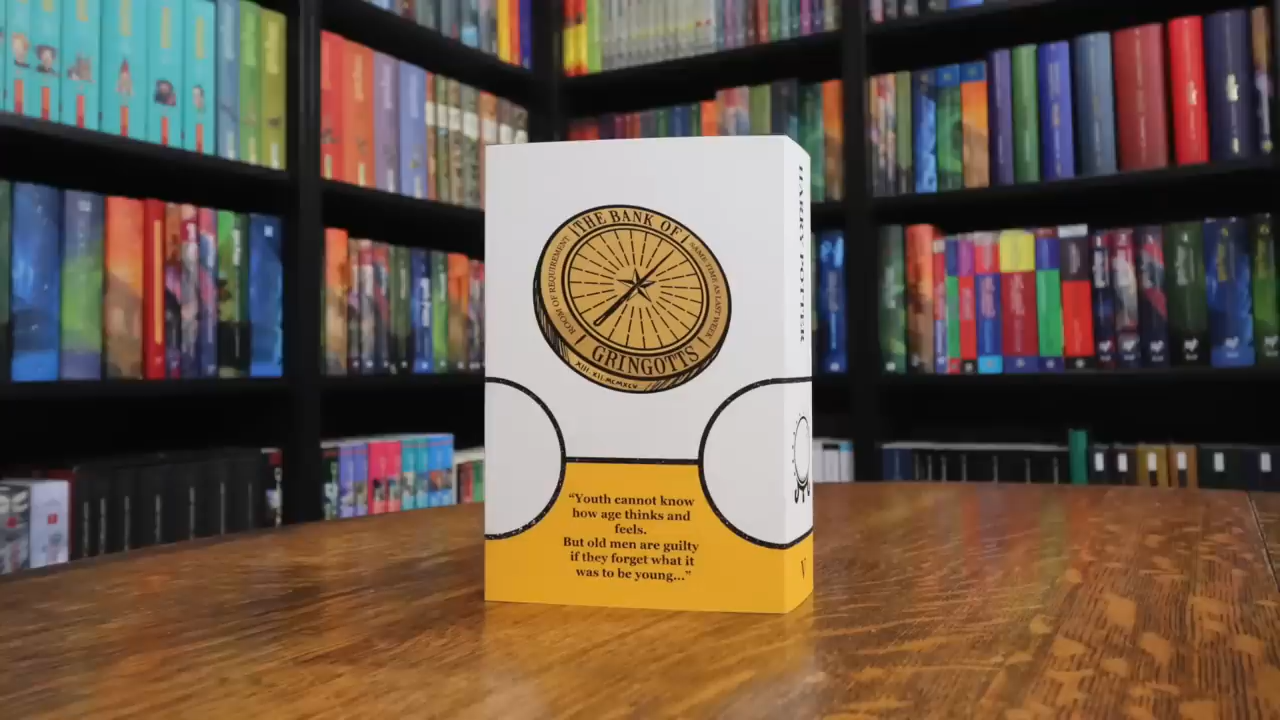 THE BANK OF
ROOM OF REQUIREMENT
SAME TIME AS LAST WEEK
GRINGOTTS
XIII·XII·MCMXCV
“Youth cannot know
how age thinks and
feels.
But old men are guilty
if they forget what it
was to be young...”
HARRY POTTER
V